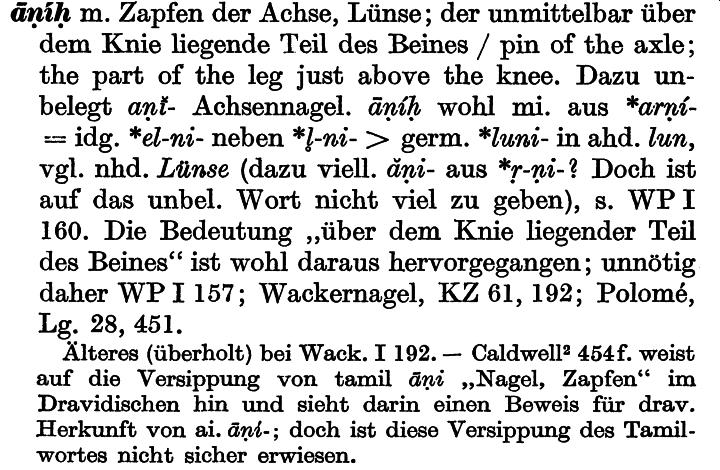 āṇíḥ m. Zapfen der Achse, Lünse; der unmittelbar über
dem Knie liegende Teil des Beines / pin of the axle;
the part of the leg just above the knee. Dazu un-
belegt aṇĭ̄- Achsennagel. āṇíḥ wohl mi. aus *arṇí-
= idg. *el-ni- neben *l̥-ni- > germ. *luni- in ahd. lun,
vgl. nhd. Lünse (dazu viell. ăṇi- aus *ṛ-ṇi-? Doch ist
auf das unbel. Wort nicht viel zu geben), s. WP I
160. Die Bedeutung „über dem Knie liegender Teil
des Beines“ ist wohl daraus hervorgegangen; unnötig
daher WP I 157; Wackernagel, KZ 61, 192; Polomé,
Lg. 28, 451.
Älteres (überholt) bei Wack. I 192. — Caldwell² 454f. weist
auf die Versippung von tamil āṇi „Nagel, Zapfen“ im
Dravidischen hin und sieht darin einen Beweis für drav.
Herkunft von ai. āṇí-; doch ist diese Versippung des Tamil-
wortes nicht sicher erwiesen.